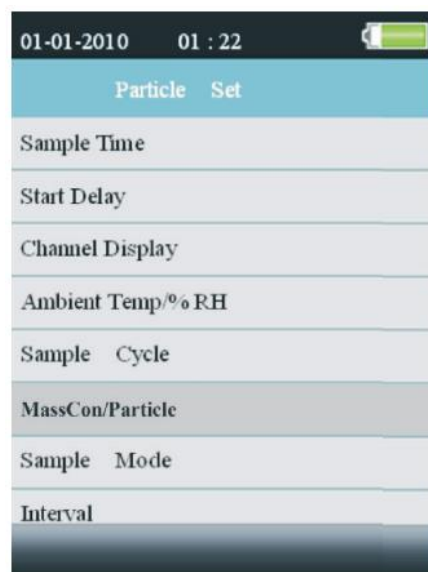 01-01-2010 01 : 22
Particle Set
Sample Time
Start Delay
Channel Display
Ambient Temp/% RH
Sample Cycle
MassCon/Particle
Sample Mode
Interval